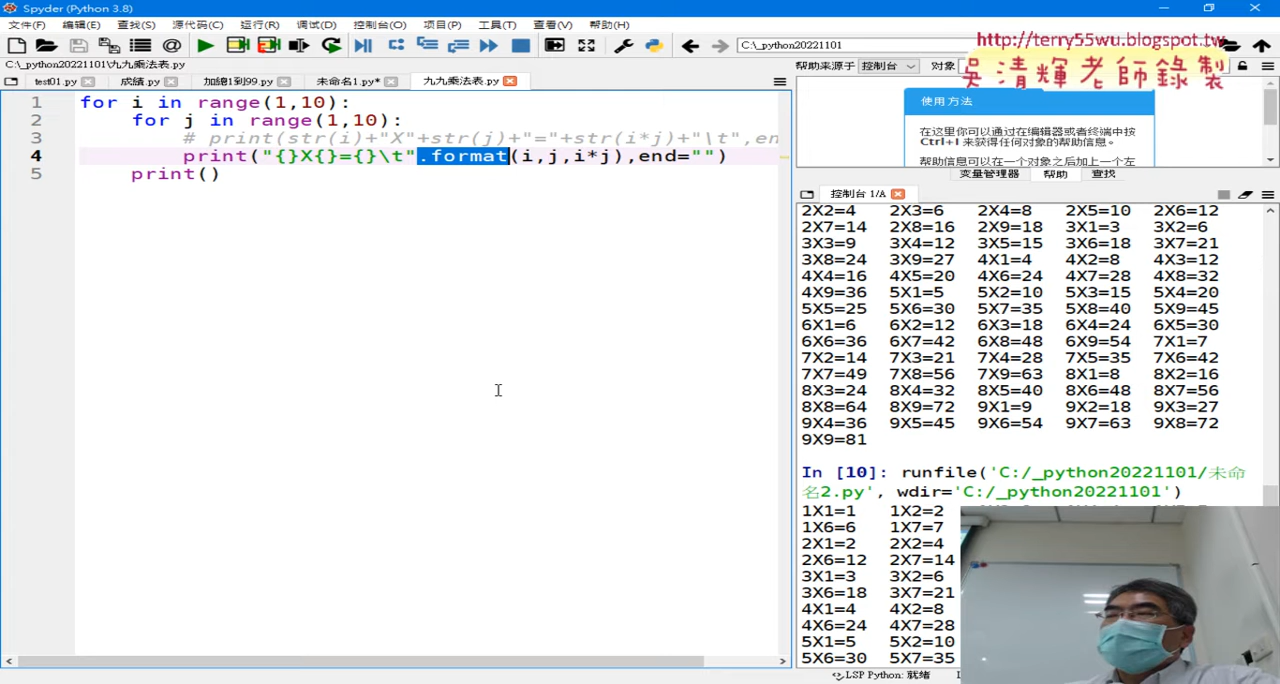 Spyder (Python 3.8)
文件(F) 编辑(E) 查找(S) 源代码(C) 运行(R) 调试(D) 控制台(O) 项目(P) 工具(T) 查看(V) 帮助(H)
C:\_python20221101
http://terry55wu.blogspot.tw
吳清輝老師錄製
C:\_python20221101\九九乘法表.py
帮助来源于 控制台 对象
test01.py 成績.py 加總1到99.py 未命名1.py* 九九乘法表.py
1 for i in range(1,10):
2 for j in range(1,10):
3 # print(str(i)+"X"+str(j)+"="+str(i*j)+"\t",en
4 print("{}X{}={}\t".format(i,j,i*j),end="")
5 print()
使用方法
在这里你可以通过在编辑器或者终端中按
Ctrl+I 来获得任何对象的帮助信息。
帮助信息可以在一个对象之后加上一个左
变量管理器 帮助 查找
控制台 1/A
2X2=4 2X3=6 2X4=8 2X5=10 2X6=12
2X7=14 2X8=16 2X9=18 3X1=3 3X2=6
3X3=9 3X4=12 3X5=15 3X6=18 3X7=21
3X8=24 3X9=27 4X1=4 4X2=8 4X3=12
4X4=16 4X5=20 4X6=24 4X7=28 4X8=32
4X9=36 5X1=5 5X2=10 5X3=15 5X4=20
5X5=25 5X6=30 5X7=35 5X8=40 5X9=45
6X1=6 6X2=12 6X3=18 6X4=24 6X5=30
6X6=36 6X7=42 6X8=48 6X9=54 7X1=7
7X2=14 7X3=21 7X4=28 7X5=35 7X6=42
7X7=49 7X8=56 7X9=63 8X1=8 8X2=16
8X3=24 8X4=32 8X5=40 8X6=48 8X7=56
8X8=64 8X9=72 9X1=9 9X2=18 9X3=27
9X4=36 9X5=45 9X6=54 9X7=63 9X8=72
9X9=81
In [10]: runfile('C:/_python20221101/未命
名2.py', wdir='C:/_python20221101')
1X1=1 1X2=2
1X6=6 1X7=7
2X1=2 2X2=4
2X6=12 2X7=14
3X1=3 3X2=6
3X6=18 3X7=21
4X1=4 4X2=8
4X6=24 4X7=28
5X1=5 5X2=10
5X6=30 5X7=35
LSP Python: 就绪